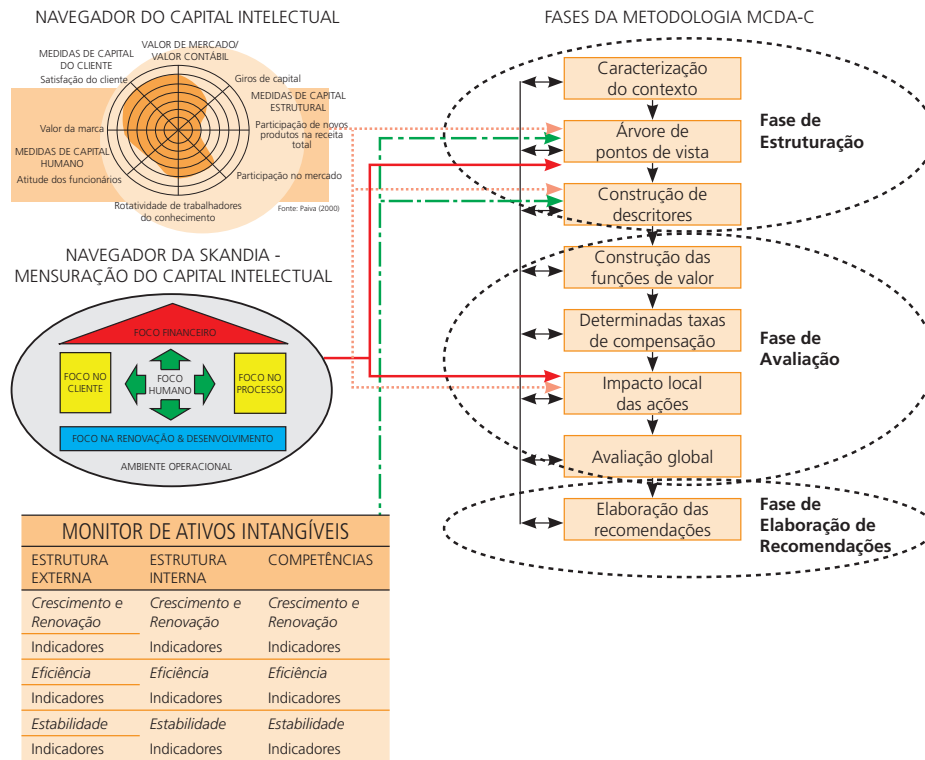 NAVEGADOR DO CAPITAL INTELECTUAL
VALOR DE MERCADO/
VALOR CONTÁBIL
MEDIDAS DE CAPITAL
DO CLIENTE
Satisfação do cliente
Giros de capital
MEDIDAS DE CAPITAL
ESTRUTURAL
Valor da marca
Participação de novos
produtos na receita
total
MEDIDAS DE CAPITAL
HUMANO
Atitude dos funcionários
Participação no mercado
Rotatividade de trabalhadores
do conhecimento
Fonte: Paiva (2000)
NAVEGADOR DA SKANDIA -
MENSURAÇÃO DO CAPITAL INTELECTUAL
FOCO FINANCEIRO
FOCO NO
CLIENTE
FOCO
HUMANO
FOCO NO
PROCESSO
FOCO NA RENOVAÇÃO & DESENVOLVIMENTO
AMBIENTE OPERACIONAL
MONITOR DE ATIVOS INTANGÍVEIS
ESTRUTURA
EXTERNA
ESTRUTURA
INTERNA
COMPETÊNCIAS
Crescimento e
Renovação
Crescimento e
Renovação
Crescimento e
Renovação
Indicadores
Indicadores
Indicadores
Eficiência
Eficiência
Eficiência
Indicadores
Indicadores
Indicadores
Estabilidade
Estabilidade
Estabilidade
Indicadores
Indicadores
Indicadores
FASES DA METODOLOGIA MCDA-C
Caracterização
do contexto
Árvore de
pontos de vista
Construção de
descritores
Fase de
Estruturação
Construção das
funções de valor
Determinadas taxas
de compensação
Impacto local
das ações
Avaliação global
Fase de
Avaliação
Elaboração das
recomendações
Fase de
Elaboração de
Recomendações